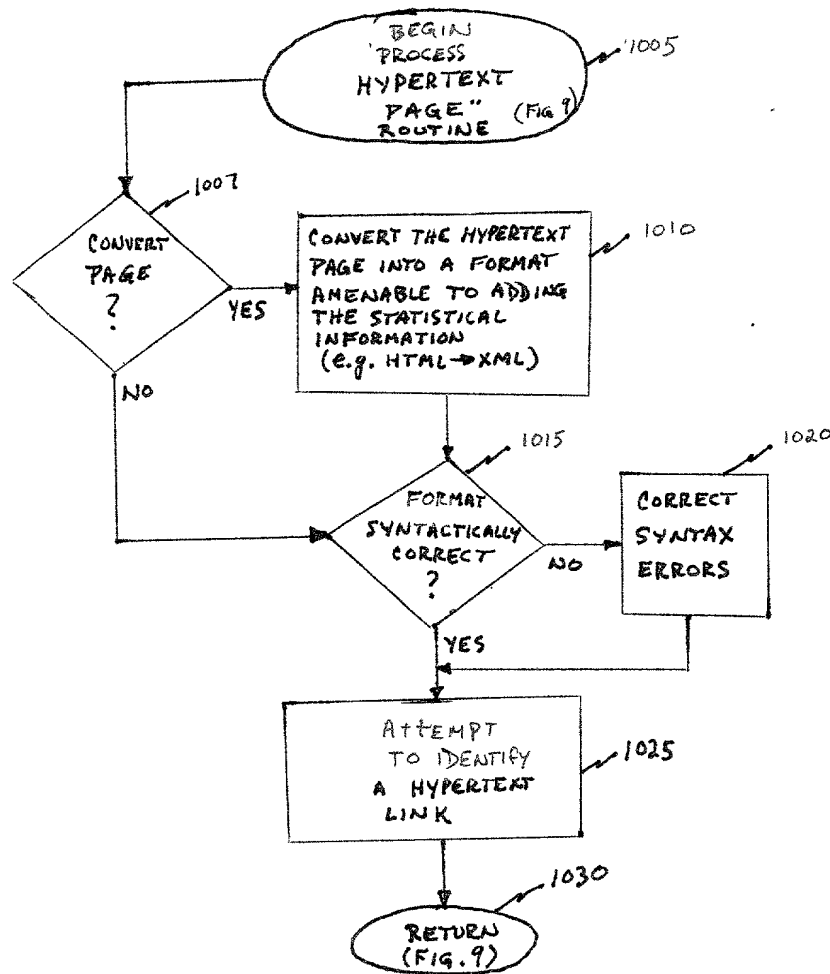 BEGIN
"PROCESS
HYPERTEXT
PAGE"
ROUTINE
(FIG 9)
1005
1007
CONVERT
PAGE
?
YES
NO
CONVERT THE HYPERTEXT
PAGE INTO A FORMAT
AMENABLE TO ADDING
THE STATISTICAL
INFORMATION
(e.g. HTML→XML)
1010
1015
FORMAT
SYNTACTICALLY
CORRECT
?
NO
YES
1020
CORRECT
SYNTAX
ERRORS
ATTEMPT
TO IDENTIFY
A HYPERTEXT
LINK
1025
1030
RETURN
(FIG. 9)